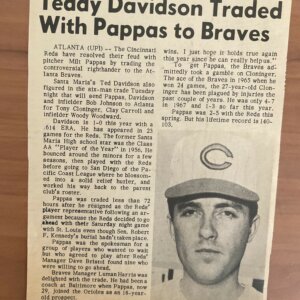 Teddy Davidson Traded
With Pappas to Braves
ATLANTA (UPI) — The Cincinnati
Reds have resolved their feud with
pitcher Milt Pappas by trading the
controversial righthander to the At-
lanta Braves.
Santa Maria's Ted Davidson also
figured in the six-man trade Tuesday
night that will send Pappas, Davidson
and infielder Bob Johnson to Atlanta
for Tony Cloninger, Clay Carroll and
infielder Woody Woodward.
Davidson is 1-0 this year with a
6.14 ERA. He has appeared in 23
games for the Reds. The former Santa
Maria High school star was the Class
AA "Player of the Year" in 1956. He
bounced around the minors for a few
seasons, then played with the Reds
before going to San Diego of the Pa-
cific Coast League where he blossom-
ed into a solid relief hurler, and
worked his way back to the parent
club's roster.
Pappas was traded less than 72
hours after he resigned as the Reds'
player representative following an ar-
gument because the Reds decided to go
ahead with their Saturday night game
with St. Louis even though Sen. Robert
F. Kennedy's burial hadn't taken place.
Pappas was the spokesman for a
group of players who wanted to wait
but who agreed to play after Reds'
Manager Dave Bristol found nine who
were willing to go ahead.
Braves Manager Luman Harris was
delighted with the trade. He had been
a coach at Baltimore when Pappas, now
29, joined the Orioles as an 18-year-
old prospect.
wins. I just hope it holds true again
this year since he can really help us."
To get Pappas, the Braves ad-
mittedly took a gamble on Cloninger.
The ace of the Braves in 1965 when he
won 24 games, the 27-year-old Clon-
inger has been plagued by injuries the
past couple of years. He was only 4-7
in 1967 and 1-3 so far this year.
Pappas was 2-5 with the Reds this
year. But his lifetime record is 140-
105.
C